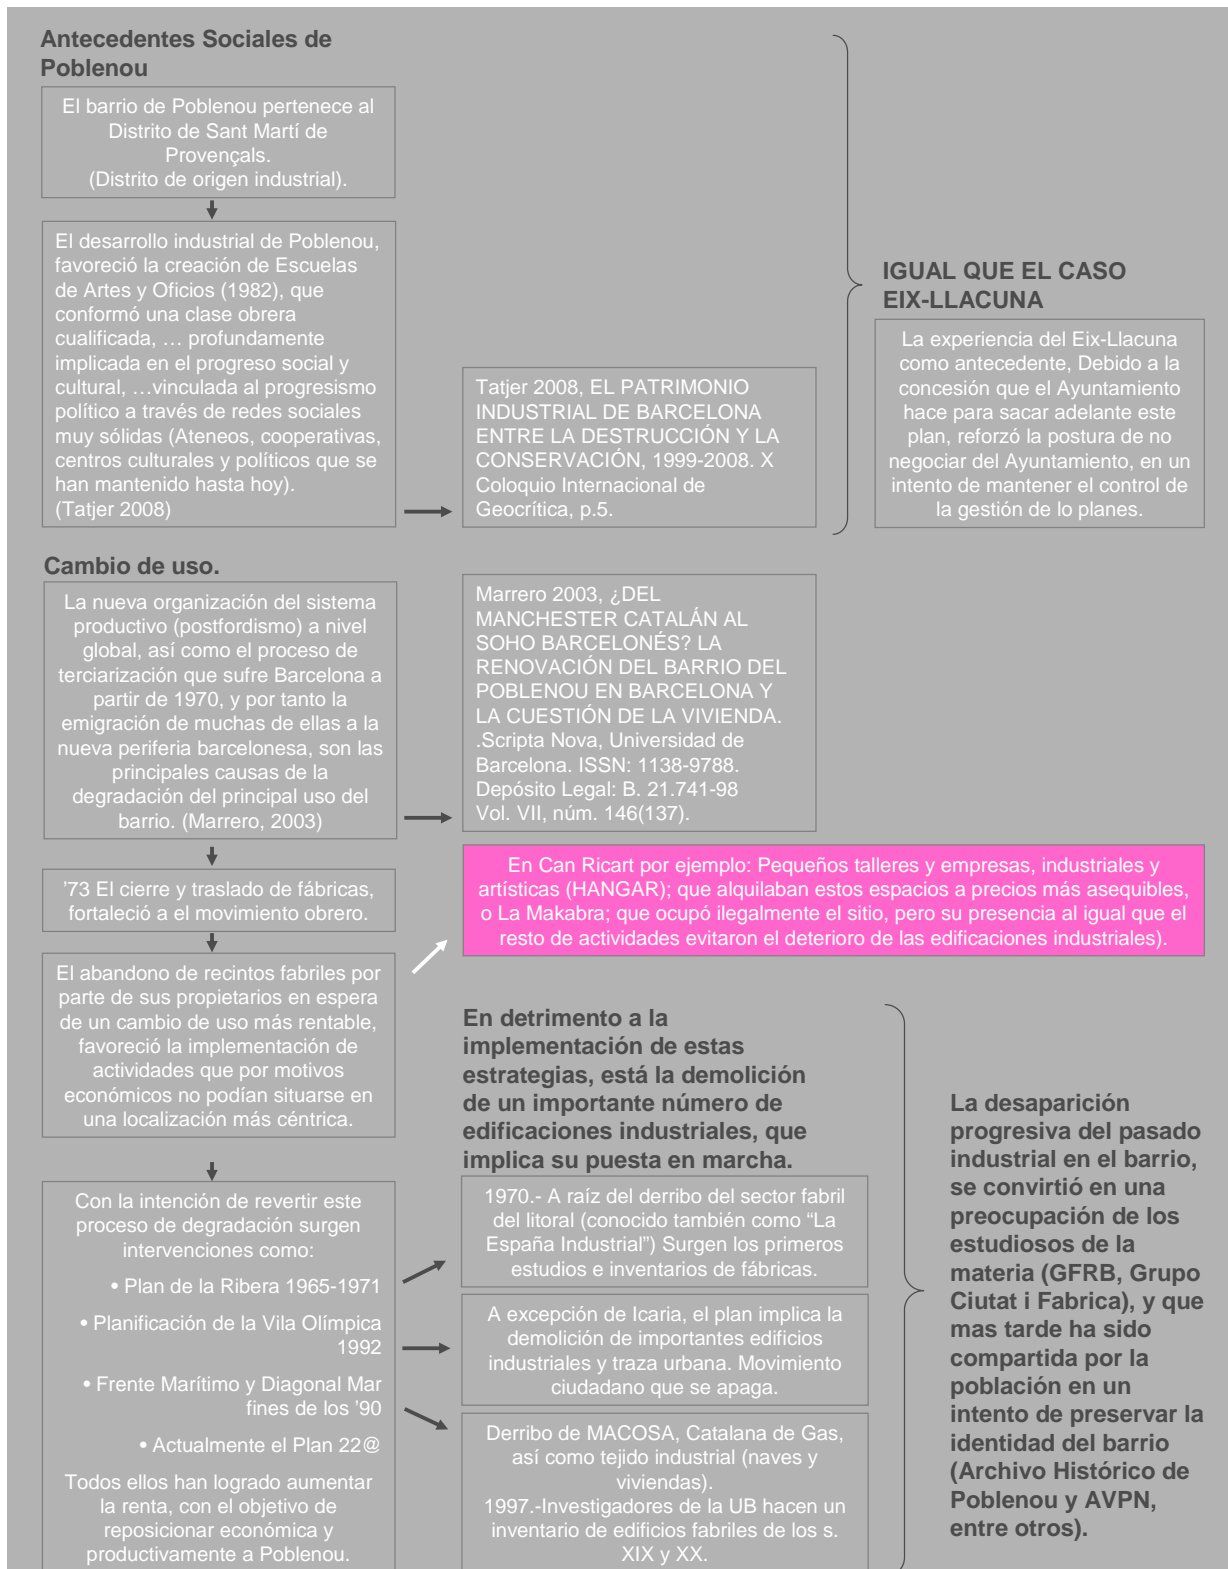 Antecedentes Sociales de
Poblenou
El barrio de Poblenou pertenece al
Distrito de Sant Martí de
Provençals.
(Distrito de origen industrial).
El desarrollo industrial de Poblenou,
favoreció la creación de Escuelas
de Artes y Oficios (1982), que
conformó una clase obrera
cualificada, … profundamente
implicada en el progreso social y
cultural, …vinculada al progresismo
político a través de redes sociales
muy sólidas (Ateneos, cooperativas,
centros culturales y políticos que se
han mantenido hasta hoy).
(Tatjer 2008)
Tatjer 2008, EL PATRIMONIO
INDUSTRIAL DE BARCELONA
ENTRE LA DESTRUCCIÓN Y LA
CONSERVACIÓN, 1999-2008. X
Coloquio Internacional de
Geocrítica, p.5.
IGUAL QUE EL CASO
EIX-LLACUNA
La experiencia del Eix-Llacuna
como antecedente, Debido a la
concesión que el Ayuntamiento
hace para sacar adelante este
plan, reforzó la postura de no
negociar del Ayuntamiento, en un
intento de mantener el control de
la gestión de lo planes.
Cambio de uso.
La nueva organización del sistema
productivo (postfordismo) a nivel
global, así como el proceso de
terciarización que sufre Barcelona a
partir de 1970, y por tanto la
emigración de muchas de ellas a la
nueva periferia barcelonesa, son las
principales causas de la
degradación del principal uso del
barrio. (Marrero, 2003)
Marrero 2003, ¿DEL
MANCHESTER CATALÁN AL
SOHO BARCELONÉS? LA
RENOVACIÓN DEL BARRIO DEL
POBLENOU EN BARCELONA Y
LA CUESTIÓN DE LA VIVIENDA.
.Scripta Nova, Universidad de
Barcelona. ISSN: 1138-9788.
Depósito Legal: B. 21.741-98
Vol. VII, núm. 146(137).
'73 El cierre y traslado de fábricas,
fortaleció a el movimiento obrero.
En Can Ricart por ejemplo: Pequeños talleres y empresas, industriales y
artísticas (HANGAR); que alquilaban estos espacios a precios más asequibles,
o La Makabra; que ocupó ilegalmente el sitio, pero su presencia al igual que el
resto de actividades evitaron el deterioro de las edificaciones industriales).
El abandono de recintos fabriles por
parte de sus propietarios en espera
de un cambio de uso más rentable,
favoreció la implementación de
actividades que por motivos
económicos no podían situarse en
una localización más céntrica.
En detrimento a la
implementación de estas
estrategias, está la demolición
de un importante número de
edificaciones industriales, que
implica su puesta en marcha.
Con la intención de revertir este
proceso de degradación surgen
intervenciones como:
• Plan de la Ribera 1965-1971
• Planificación de la Vila Olímpica
1992
• Frente Marítimo y Diagonal Mar
fines de los '90
• Actualmente el Plan 22@
Todos ellos han logrado aumentar
la renta, con el objetivo de
reposicionar económica y
productivamente a Poblenou.
1970.- A raíz del derribo del sector fabril
del litoral (conocido también como “La
España Industrial”) Surgen los primeros
estudios e inventarios de fábricas.
A excepción de Icaria, el plan implica la
demolición de importantes edificios
industriales y traza urbana. Movimiento
ciudadano que se apaga.
Derribo de MACOSA, Catalana de Gas,
así como tejido industrial (naves y
viviendas).
1997.-Investigadores de la UB hacen un
inventario de edificios fabriles de los s.
XIX y XX.
La desaparición
progresiva del pasado
industrial en el barrio,
se convirtió en una
preocupación de los
estudiosos de la
materia (GFRB, Grupo
Ciutat i Fabrica), y que
mas tarde ha sido
compartida por la
población en un
intento de preservar la
identidad del barrio
(Archivo Histórico de
Poblenou y AVPN,
entre otros).